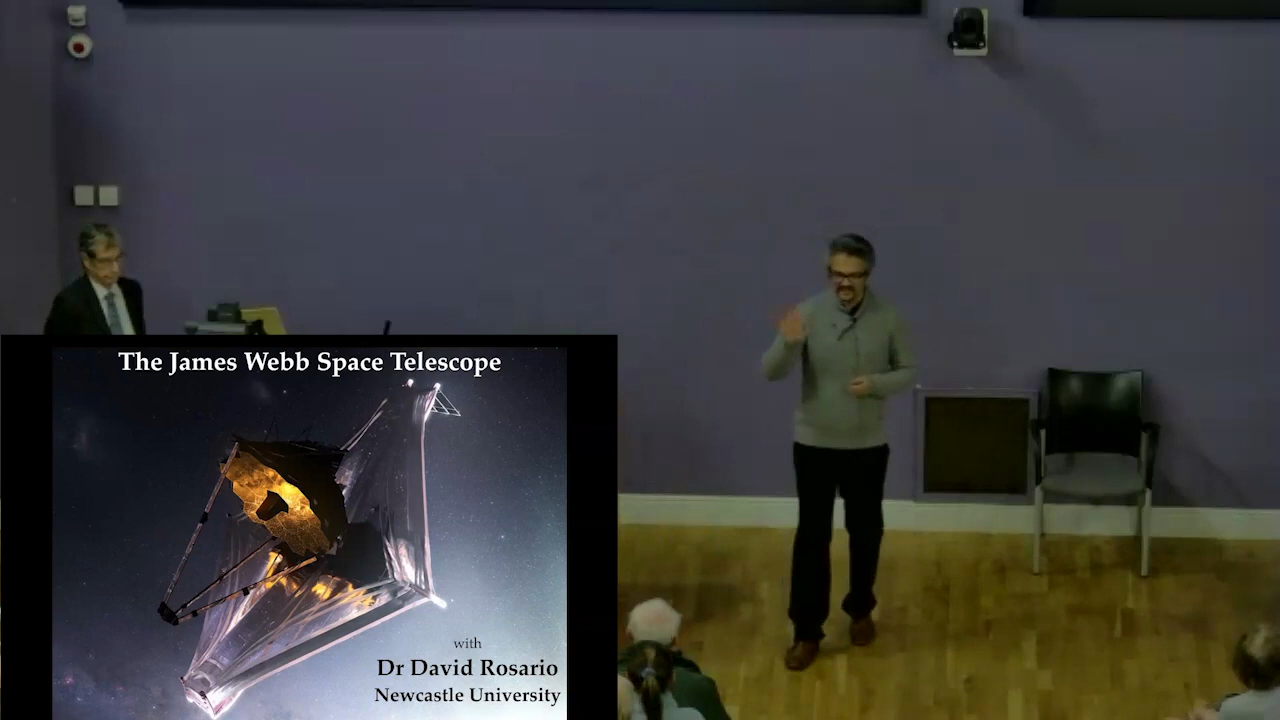 The James Webb Space Telescope
with
Dr David Rosario
Newcastle University